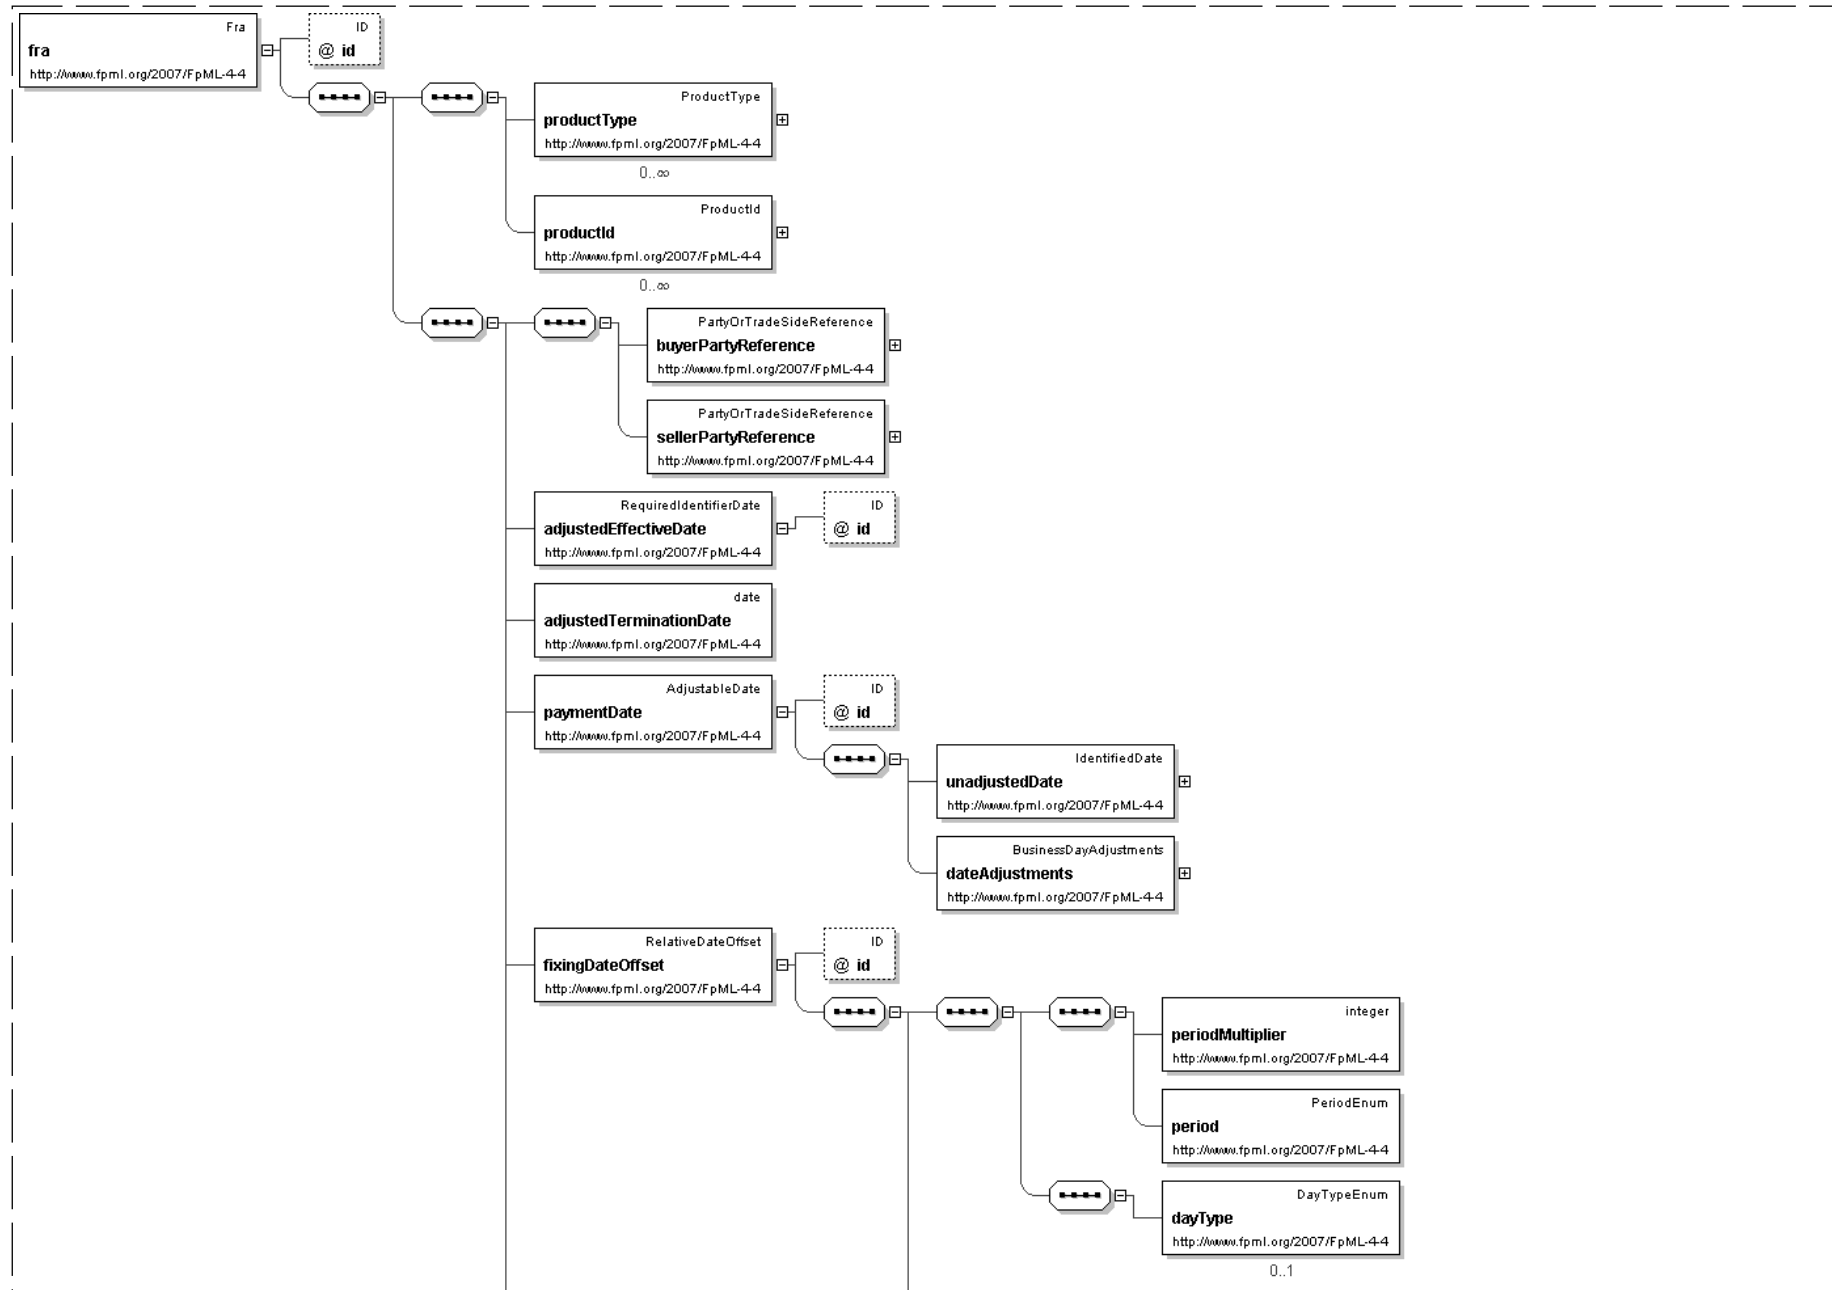 Fra
fra
http://www.fpml.org/2007/FpML-4-4
ID
@ id
ProductType
productType
http://www.fpml.org/2007/FpML-4-4
0..∞
ProductId
productId
http://www.fpml.org/2007/FpML-4-4
0..∞
PartyOrTradeSideReference
buyerPartyReference
http://www.fpml.org/2007/FpML-4-4
PartyOrTradeSideReference
sellerPartyReference
http://www.fpml.org/2007/FpML-4-4
RequiredIdentifierDate
adjustedEffectiveDate
http://www.fpml.org/2007/FpML-4-4
ID
@ id
date
adjustedTerminationDate
http://www.fpml.org/2007/FpML-4-4
AdjustableDate
paymentDate
http://www.fpml.org/2007/FpML-4-4
ID
@ id
IdentifiedDate
unadjustedDate
http://www.fpml.org/2007/FpML-4-4
BusinessDayAdjustments
dateAdjustments
http://www.fpml.org/2007/FpML-4-4
RelativeDateOffset
fixingDateOffset
http://www.fpml.org/2007/FpML-4-4
ID
@ id
integer
periodMultiplier
http://www.fpml.org/2007/FpML-4-4
PeriodEnum
period
http://www.fpml.org/2007/FpML-4-4
DayTypeEnum
dayType
http://www.fpml.org/2007/FpML-4-4
0..1